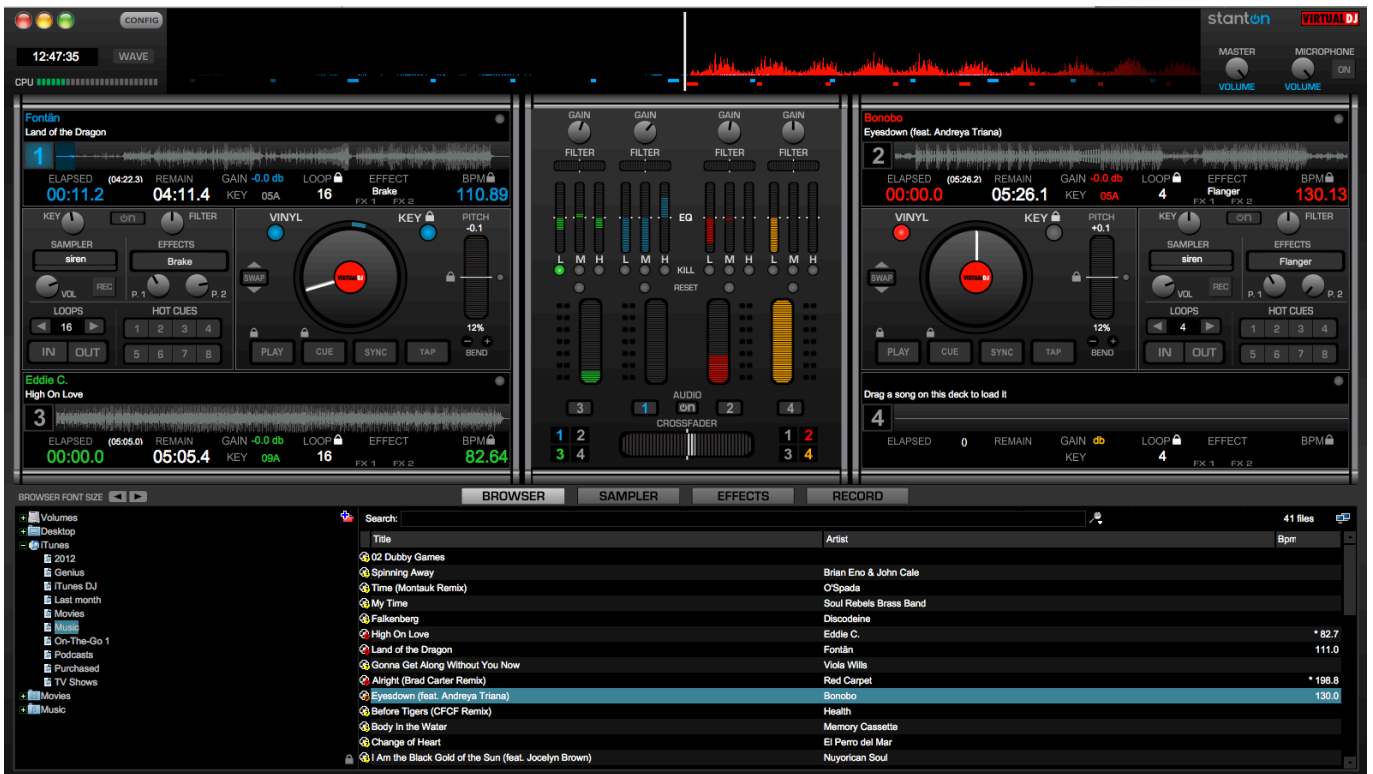 CONFIG
stanton VIRTUAL DJ
12:47:35 WAVE
MASTER MICROPHONE
ON
CPU
VOLUME VOLUME
Fontän
Land of the Dragon
1
ELAPSED (04:22.3) REMAIN GAIN -0.0 db LOOP EFFECT BPM
00:11.2 04:11.4 KEY 05A 16 Brake 110.89
FX 1 FX 2
KEY on FILTER VINYL KEY PITCH
-0.1
SAMPLER EFFECTS
siren Brake
SWAP
VOL REC P. 1 P. 2
LOOPS HOT CUES
16 1 2 3 4 12%
IN OUT 5 6 7 8 PLAY CUE SYNC TAP BEND
Eddie C.
High On Love
3
ELAPSED (05:05.0) REMAIN GAIN -0.0 db LOOP EFFECT BPM
00:00.0 05:05.4 KEY 09A 16 82.64
FX 1 FX 2
GAIN GAIN GAIN GAIN
FILTER FILTER FILTER FILTER
EQ
L M H L M H L M H L M H
KILL
RESET
AUDIO
3 1 on 2 4
CROSSFADER
1 2 1 2
3 4 3 4
Bonobo
Eyesdown (feat. Andreya Triana)
2
ELAPSED (05:26.2) REMAIN GAIN -0.0 db LOOP EFFECT BPM
00:00.0 05:26.1 KEY 05A 4 Flanger 130.13
FX 1 FX 2
VINYL KEY PITCH KEY on FILTER
+0.1
SAMPLER EFFECTS
siren Flanger
SWAP VIRTUAL DJ
VOL REC P. 1 P. 2
LOOPS HOT CUES
12% 4 1 2 3 4
PLAY CUE SYNC TAP BEND IN OUT 5 6 7 8
Drag a song on this deck to load it
4
ELAPSED () REMAIN GAIN db LOOP EFFECT BPM
KEY 4
FX 1 FX 2
BROWSER FONT SIZE BROWSER SAMPLER EFFECTS RECORD
Volumes
Desktop
iTunes
2012
Genius
iTunes DJ
Last month
Movies
Music
On-The-Go 1
Podcasts
Purchased
TV Shows
Movies
Music
Search: 41 files
Title Artist Bpm
02 Dubby Games
Spinning Away Brian Eno & John Cale
Time (Montauk Remix) O'Spada
My Time Soul Rebels Brass Band
Falkenberg Discodeine
High On Love Eddie C. * 82.7
Land of the Dragon Fontän 111.0
Gonna Get Along Without You Now Viola Wills
Alright (Brad Carter Remix) Red Carpet * 198.8
Eyesdown (feat. Andreya Triana) Bonobo 130.0
Before Tigers (CFCF Remix) Health
Body In the Water Memory Cassette
Change of Heart El Perro del Mar
I Am the Black Gold of the Sun (feat. Jocelyn Brown) Nuyorican Soul